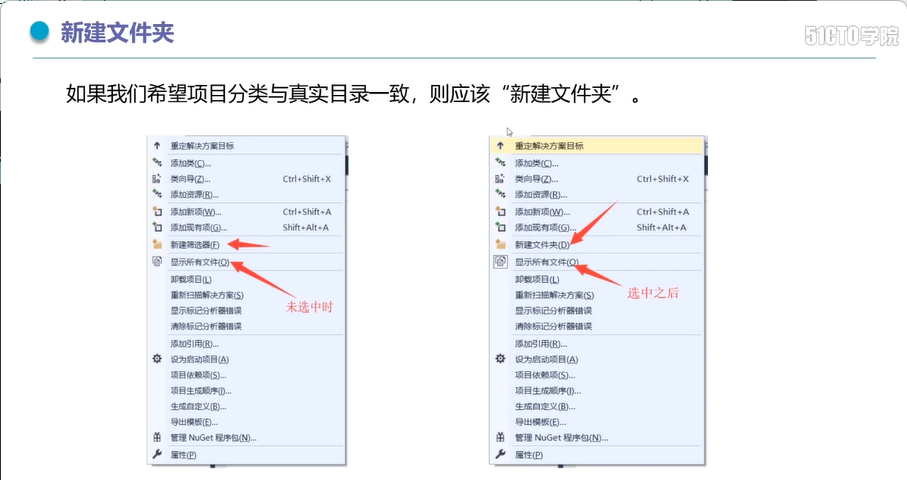 新建文件夹
51CTO学院
如果我们希望项目分类与真实目录一致，则应该“新建文件夹”。
重定解决方案目标
添加类(C)...
类向导(Z)... Ctrl+Shift+X
添加资源(R)...
添加新项(W)... Ctrl+Shift+A
添加现有项(G)... Shift+Alt+A
新建筛选器(F)
显示所有文件(O)
卸载项目(L)
重新扫描解决方案(S)
显示标记分析器错误
清除标记分析器错误
添加引用(R)...
设为启动项目(A)
项目依赖项(S)...
项目生成顺序(I)...
生成自定义(B)...
导出模板(E)...
管理 NuGet 程序包(N)...
属性(P)
未选中时
重定解决方案目标
添加类(C)...
类向导(Z)... Ctrl+Shift+X
添加资源(R)...
添加新项(W)... Ctrl+Shift+A
添加现有项(G)... Shift+Alt+A
新建文件夹(D)
显示所有文件(O)
卸载项目(L)
重新扫描解决方案(S)
显示标记分析器错误
清除标记分析器错误
添加引用(R)...
设为启动项目(A)
项目依赖项(S)...
项目生成顺序(I)...
生成自定义(B)...
导出模板(E)...
管理 NuGet 程序包(N)...
属性(P)
选中之后